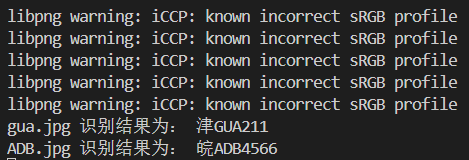 libpng warning: iCCP: known incorrect sRGB profile
libpng warning: iCCP: known incorrect sRGB profile
libpng warning: iCCP: known incorrect sRGB profile
libpng warning: iCCP: known incorrect sRGB profile
libpng warning: iCCP: known incorrect sRGB profile
gua.jpg 识别结果为： 津GUA211
ADB.jpg 识别结果为： 皖ADB4566